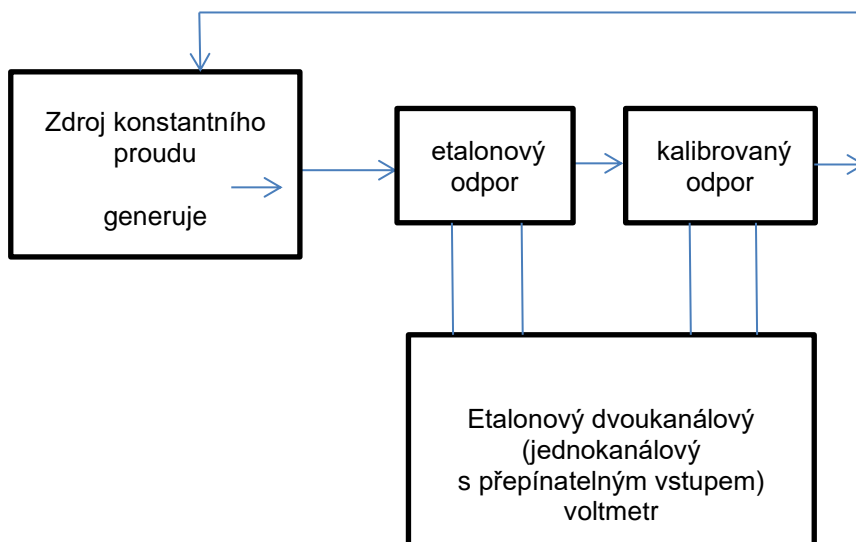 Zdroj konstantního
proudu
generuje
etalonový
odpor
kalibrovaný
odpor
Etalonový dvoukanálový
(jednokanálový
s přepínatelným vstupem)
voltmetr